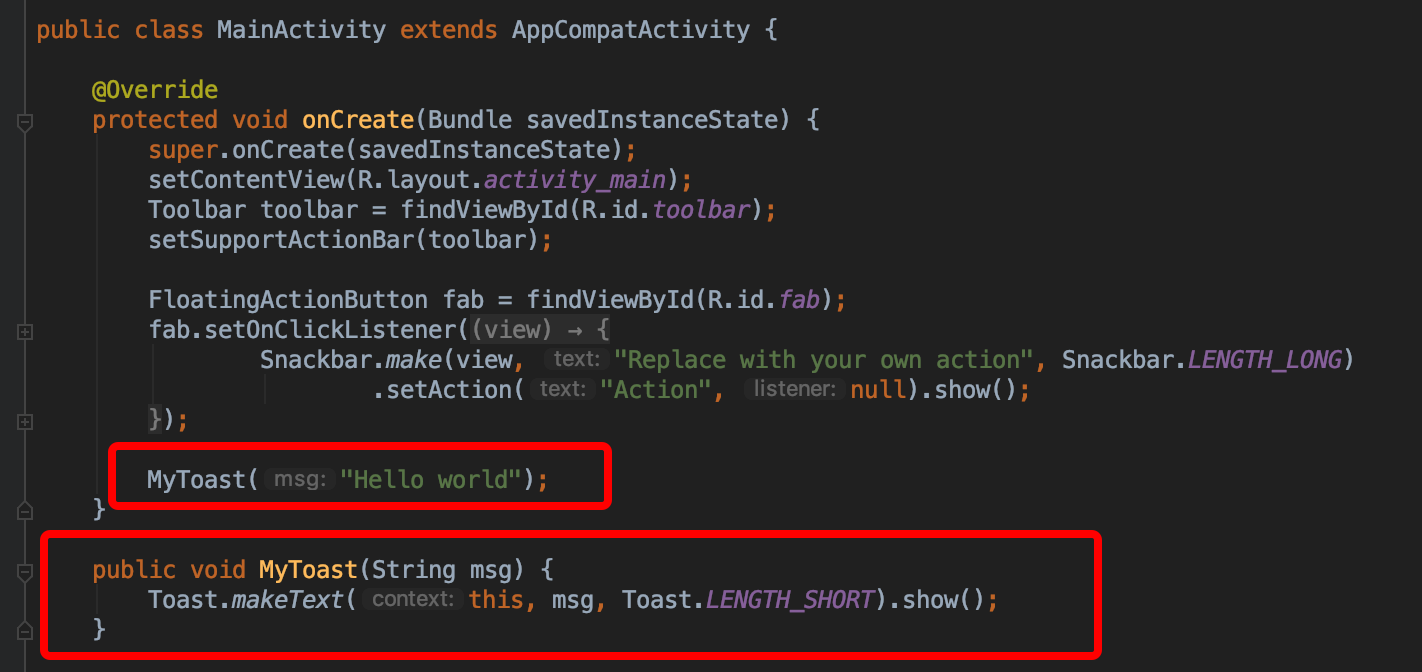 public class MainActivity extends AppCompatActivity {
@Override
protected void onCreate(Bundle savedInstanceState) {
super.onCreate(savedInstanceState);
setContentView(R.layout.activity_main);
Toolbar toolbar = findViewById(R.id.toolbar);
setSupportActionBar(toolbar);
FloatingActionButton fab = findViewById(R.id.fab);
fab.setOnClickListener((view) → {
Snackbar.make(view, text: "Replace with your own action", Snackbar.LENGTH_LONG)
.setAction( text: "Action", listener: null).show();
});
MyToast( msg: "Hello world");
}
public void MyToast(String msg) {
Toast.makeText( context: this, msg, Toast.LENGTH_SHORT).show();
}